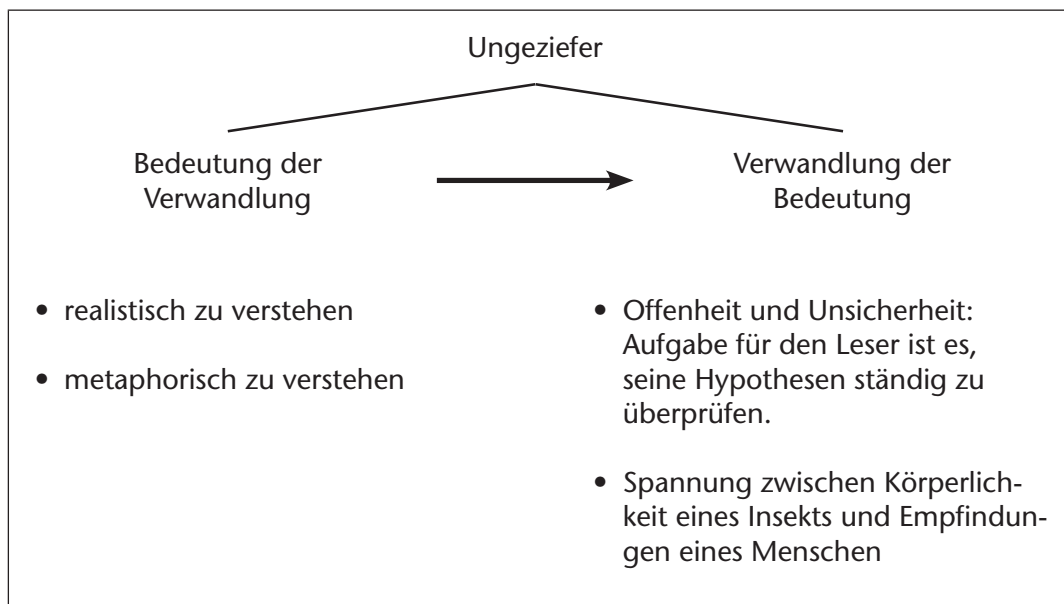 Ungeziefer
Bedeutung der
Verwandlung
Verwandlung der
Bedeutung
• realistisch zu verstehen
• metaphorisch zu verstehen
• Offenheit und Unsicherheit:
Aufgabe für den Leser ist es,
seine Hypothesen ständig zu
überprüfen.
• Spannung zwischen Körperlich-
keit eines Insekts und Empfindun-
gen eines Menschen